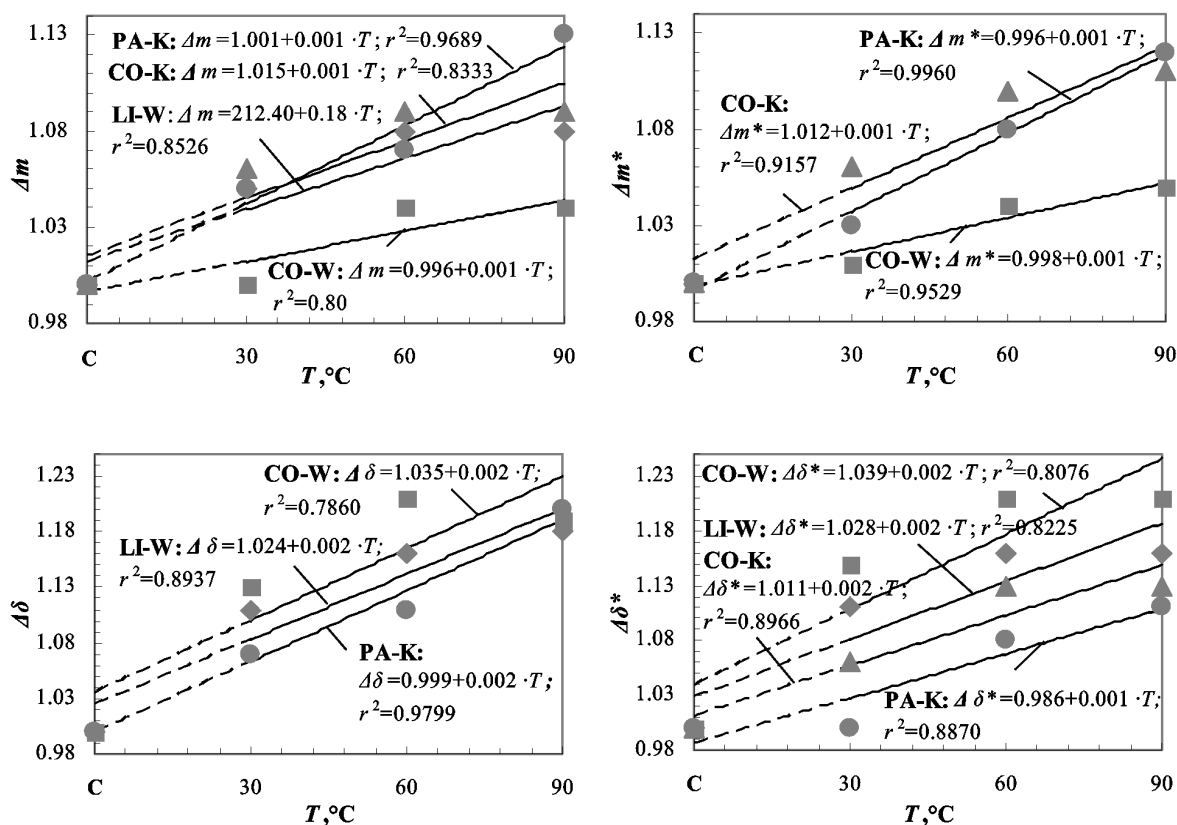 1.13
1.08
1.03
0.98
Δm
PA-K: Δm=1.001+0.001 ·T; r²=0.9689
CO-K: Δ m=1.015+0.001 ·T; r²=0.8333
LI-W: Δ m=212.40+0.18 ·T;
r²=0.8526
CO-W: Δ m=0.996+0.001 ·T;
r²=0.80
C 30 60 90
T,°C
1.13
1.08
1.03
0.98
Δm*
PA-K: Δ m*=0.996+0.001 ·T;
r²=0.9960
CO-K:
Δm*=1.012+0.001 ·T;
r²=0.9157
CO-W: Δ m*=0.998+0.001 ·T;
r²=0.9529
C 30 60 90
T,°C
1.23
1.18
1.13
1.08
1.03
0.98
Δδ
CO-W: Δ δ=1.035+0.002 ·T;
r²=0.7860
LI-W: Δ δ=1.024+0.002 ·T;
r²=0.8937
PA-K:
Δδ=0.999+0.002 ·T;
r²=0.9799
C 30 60 90
T,°C
1.23
1.18
1.13
1.08
1.03
0.98
Δδ*
CO-W: Δδ*=1.039+0.002 ·T; r²=0.8076
LI-W: Δδ*=1.028+0.002 ·T; r²=0.8225
CO-K:
Δδ*=1.011+0.002 ·T;
r²=0.8966
PA-K: Δ δ*=0.986+0.001 ·T;
r²=0.8870
C 30 60 90
T,°C